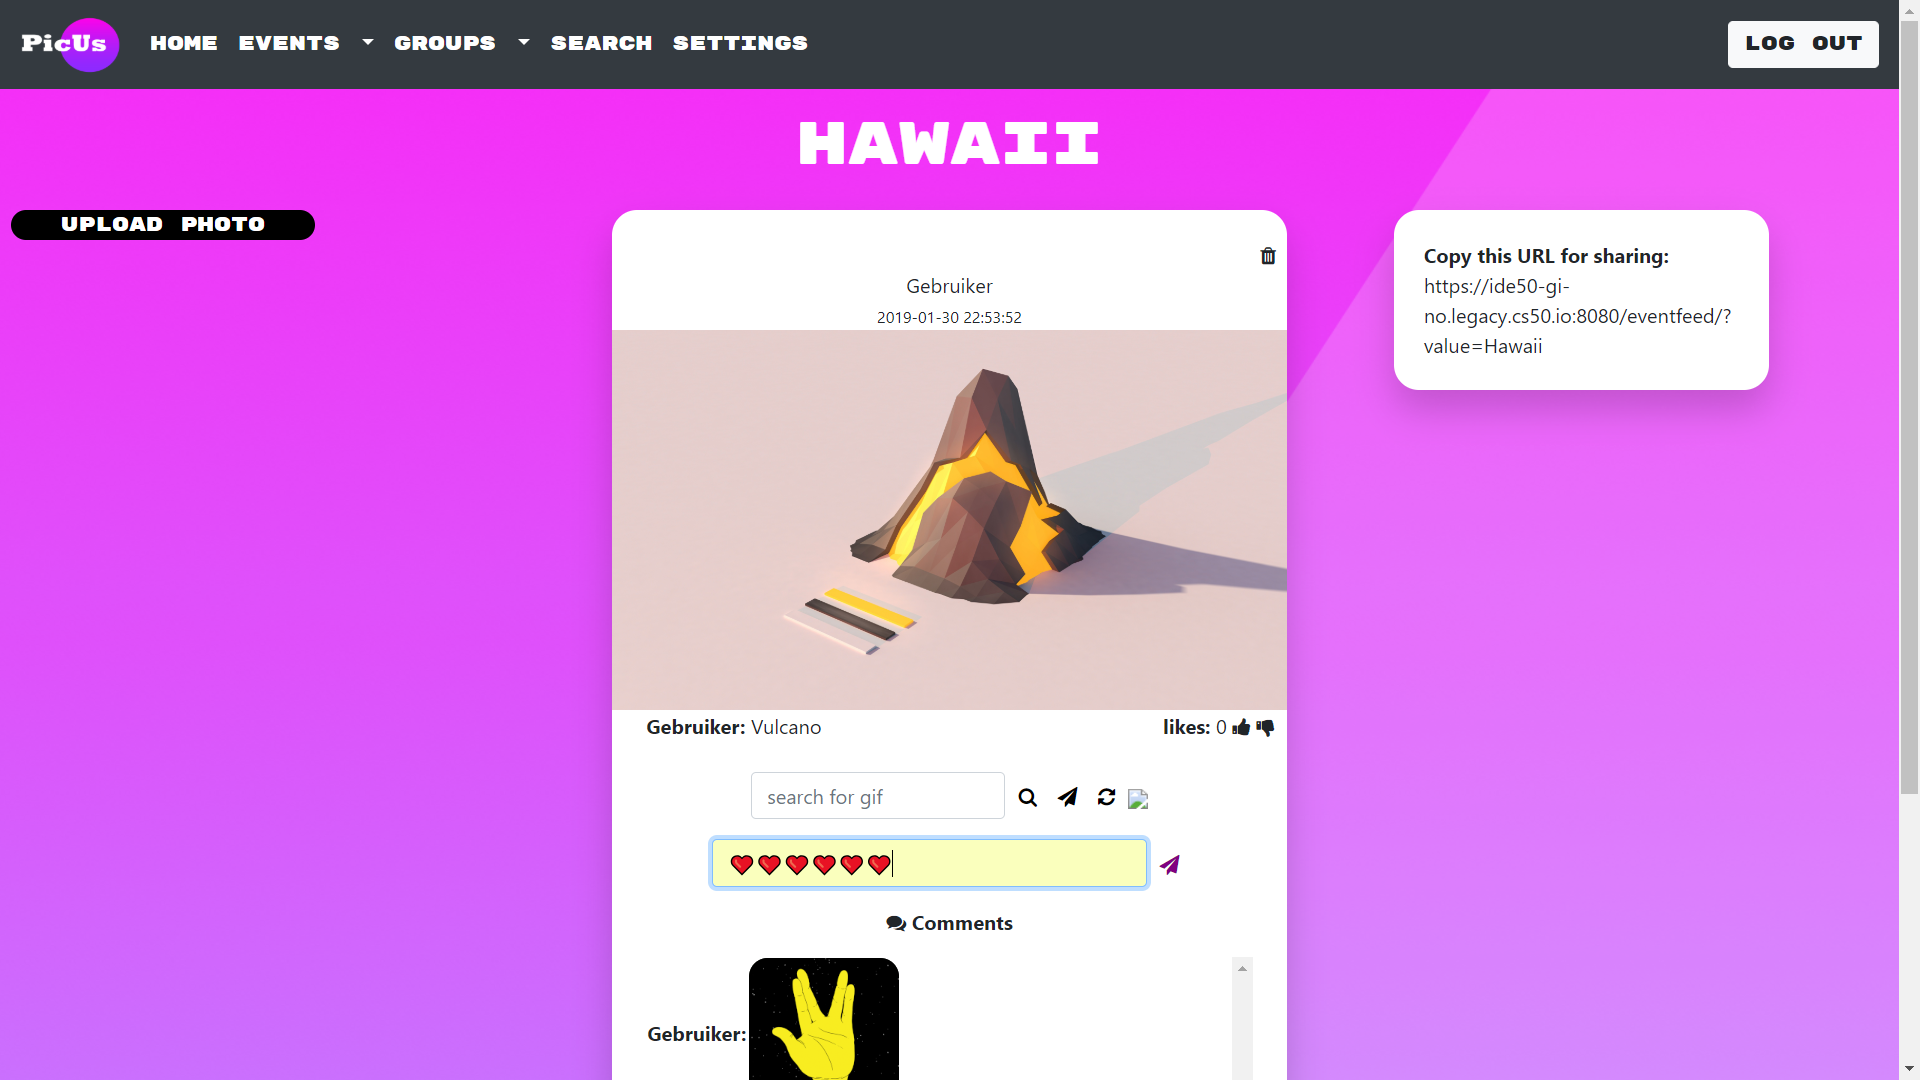 PicUs HOME EVENTS GROUPS SEARCH SETTINGS LOG OUT
HAWAII
UPLOAD PHOTO
Gebruiker
2019-01-30 22:53:52
Copy this URL for sharing:
https://ide50-gi-
no.legacy.cs50.io:8080/eventfeed/?
value=Hawaii
Gebruiker: Vulcano likes: 0
search for gif
❤❤❤❤❤❤
Comments
Gebruiker: